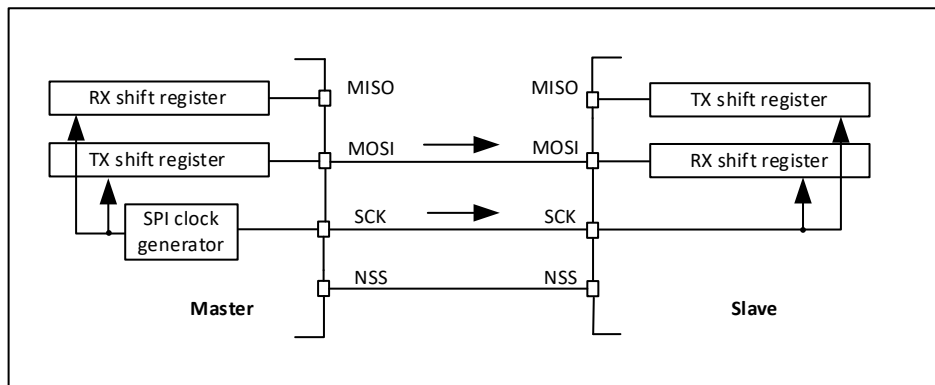 MISO MISO
RX shift register TX shift register
MOSI MOSI
TX shift register RX shift register
SCK SCK
SPI clock
generator
NSS NSS
Master Slave